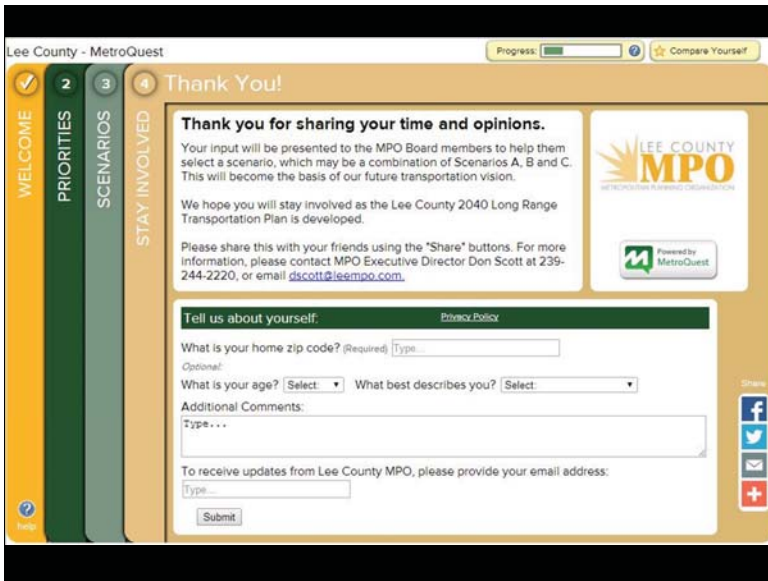 Lee County - MetroQuest
Progress:
?
Compare Yourself
WELCOME
2
PRIORITIES
3
SCENARIOS
4
STAY INVOLVED
Thank You!
Thank you for sharing your time and opinions.
Your input will be presented to the MPO Board members to help them
select a scenario, which may be a combination of Scenarios A, B and C.
This will become the basis of our future transportation vision.
We hope you will stay involved as the Lee County 2040 Long Range
Transportation Plan is developed.
Please share this with your friends using the "Share" buttons. For more
information, please contact MPO Executive Director Don Scott at 239-
244-2220, or email dscott@leempo.com.
LEE COUNTY
MPO
METROPOLITAN PLANNING ORGANIZATION
Powered by
MetroQuest
Tell us about yourself:
Privacy Policy
What is your home zip code? (Required) Type...
Optional:
What is your age? Select: What best describes you? Select:
Additional Comments:
Type...
To receive updates from Lee County MPO, please provide your email address:
Type...
Submit
Share
f
?
help